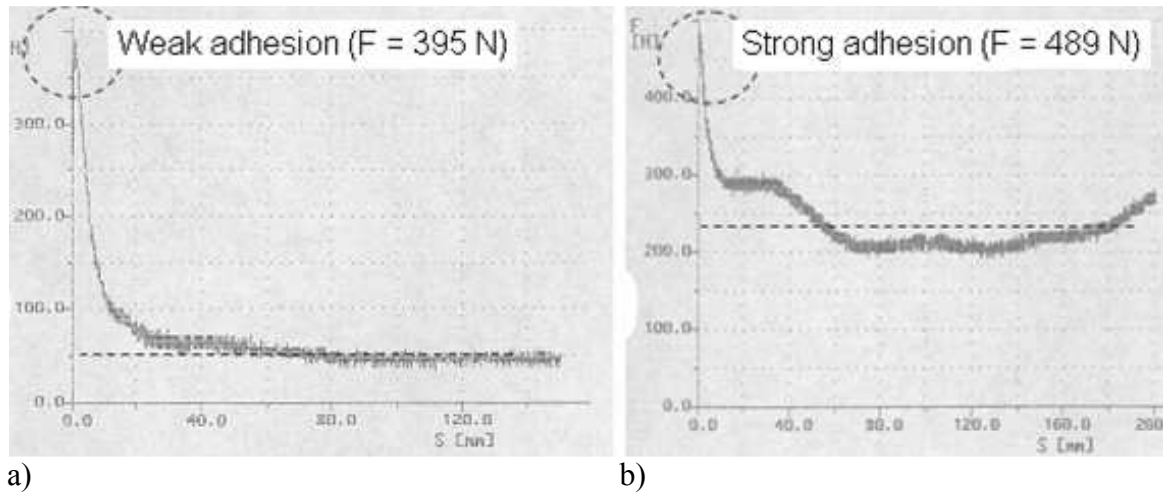 Weak adhesion (F = 395 N)
300.0
200.0
100.0
0.0
0.0 40.0 80.0 120.0
S [mm]
a)
Strong adhesion (F = 489 N)
F
[N]
400.0
300.0
200.0
100.0
0.0
0.0 40.0 80.0 120.0 160.0 200
S [mm]
b)